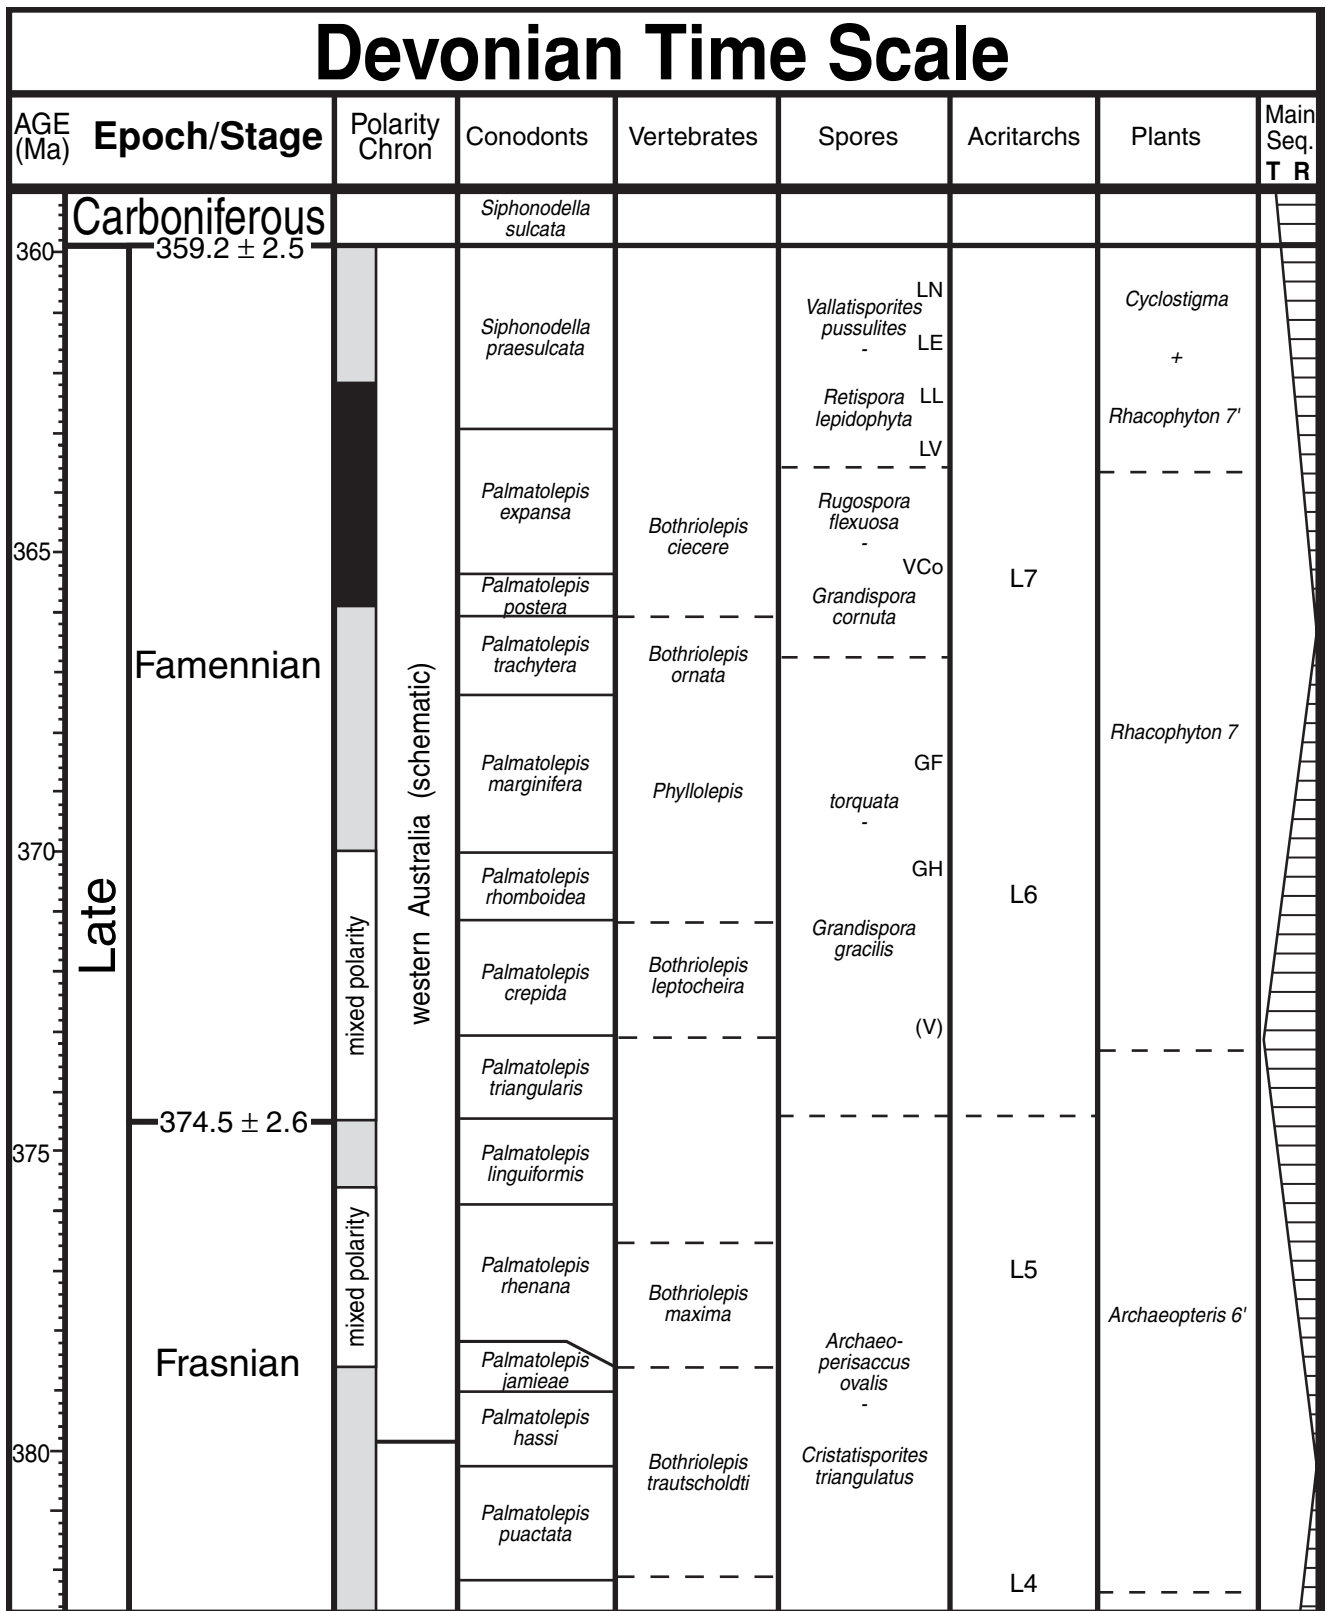 Devonian Time Scale
AGE
(Ma)
Epoch/Stage
Polarity
Chron
Conodonts
Vertebrates
Spores
Acritarchs
Plants
Main
Seq.
T R
Carboniferous
359.2 ± 2.5
360
365
370
375
380
Late
Famennian
374.5 ± 2.6
Frasnian
mixed polarity
mixed polarity
western Australia (schematic)
Siphonodella
sulcata
Siphonodella
praesulcata
Palmatolepis
expansa
Palmatolepis
postera
Palmatolepis
trachytera
Palmatolepis
marginifera
Palmatolepis
rhomboidea
Palmatolepis
crepida
Palmatolepis
triangularis
Palmatolepis
linguiformis
Palmatolepis
rhenana
Palmatolepis
jamieae
Palmatolepis
hassi
Palmatolepis
puactata
Bothriolepis
ciecere
Bothriolepis
ornata
Phyllolepis
Bothriolepis
leptocheira
Bothriolepis
maxima
Bothriolepis
trautscholdti
LN
Vallatisporites
pussulites
-
LE
Retispora
LL
lepidophyta
LV
Rugospora
flexuosa
-
VCo
Grandispora
cornuta
GF
torquata
-
GH
Grandispora
gracilis
(V)
Archaeo-
perisaccus
ovalis
-
Cristatisporites
triangulatus
L7
L6
L5
L4
Cyclostigma
+
Rhacophyton 7'
Rhacophyton 7
Archaeopteris 6'